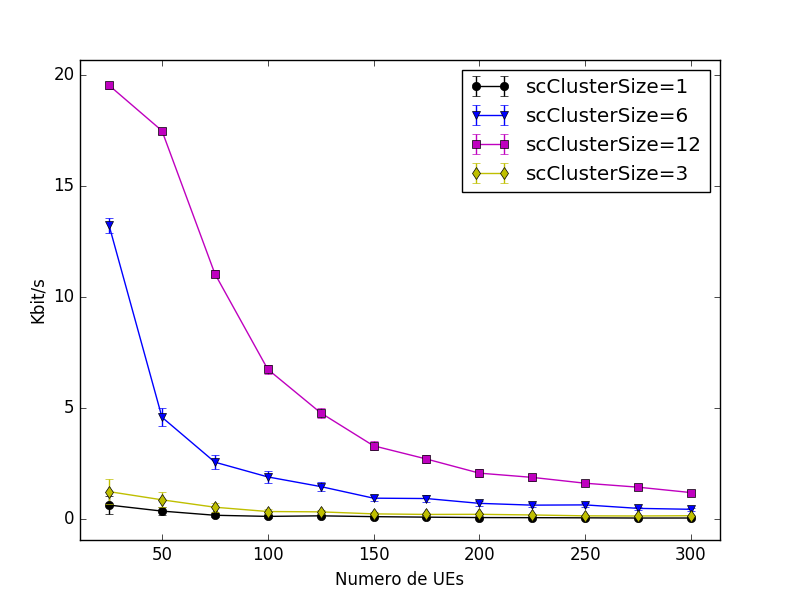 scClusterSize=1
scClusterSize=6
scClusterSize=12
scClusterSize=3
20
15
10
5
0
Kbit/s
50 100 150 200 250 300
Numero de UEs